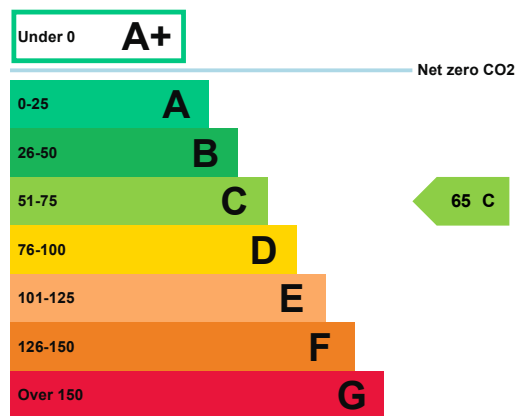 Under 0 A+
Net zero CO2
0-25 A
26-50 B
51-75 C 65 C
76-100 D
101-125 E
126-150 F
Over 150 G